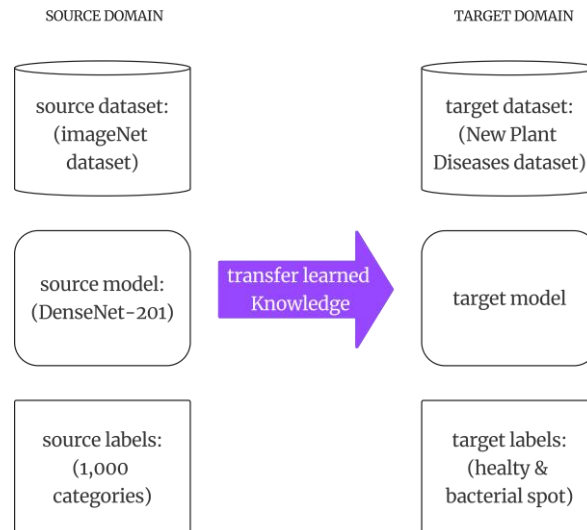 SOURCE DOMAIN
TARGET DOMAIN
source dataset:
(imageNet
dataset)
target dataset:
(New Plant
Diseases dataset)
source model:
(DenseNet-201)
transfer learned
Knowledge
target model
source labels:
(1,000
categories)
target labels:
(healty &
bacterial spot)